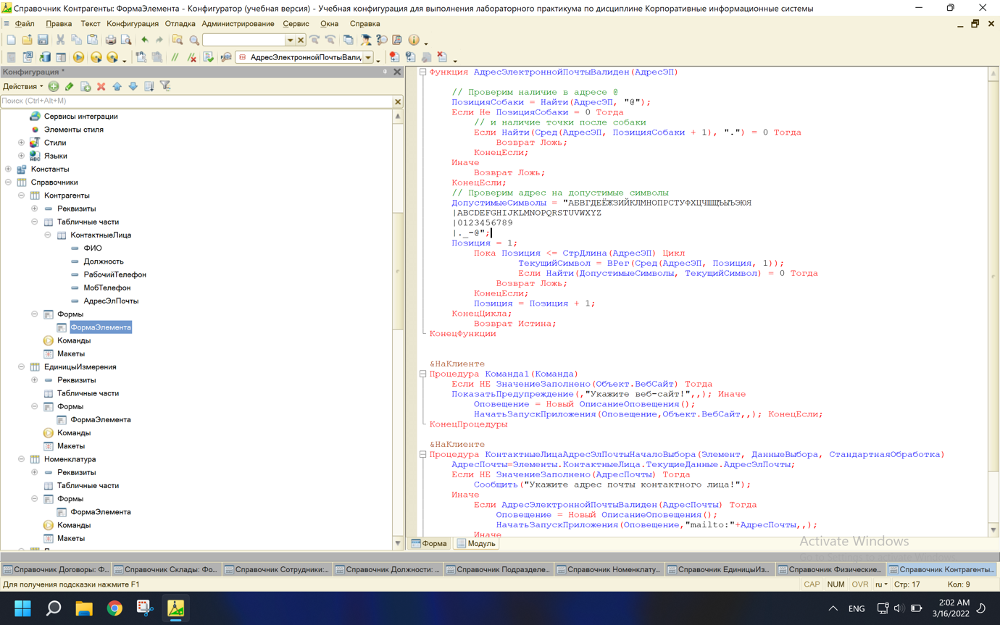 Справочник Контрагенты: ФормаЭлемента - Конфигуратор (учебная версия) - Учебная конфигурация для выполнения лабораторного практикума по дисциплине Корпоративные информационные системы
Файл Правка Текст Конфигурация Отладка Администрирование Сервис Окна Справка
АдресЭлектроннойПочтыВали,
Конфигурация *
Действия
Поиск (Ctrl+Alt+M)
Сервисы интеграции
Элементы стиля
Стили
Языки
Константы
Справочники
Контрагенты
Реквизиты
Табличные части
КонтактныеЛица
ФИО
Должность
РабочийТелефон
МобТелефон
АдресЭлПочты
Формы
ФормаЭлемента
Команды
Макеты
ЕдиницыИзмерения
Реквизиты
Табличные части
Формы
ФормаЭлемента
Команды
Макеты
Номенклатура
Реквизиты
Табличные части
Формы
ФормаЭлемента
Команды
Макеты
Функция АдресЭлектроннойПочтыВалиден(АдресЭП)
// Проверим наличие в адресе @
ПозицияСобаки = Найти(АдресЭП, "@");
Если Не ПозицияСобаки = 0 Тогда
// и наличие точки после собаки
Если Найти(Сред(АдресЭП, ПозицияСобаки + 1), ".") = 0 Тогда
Возврат Ложь;
КонецЕсли;
Иначе
Возврат Ложь;
КонецЕсли;
// Проверим адрес на допустимые символы
ДопустимыеСимволы = "АБВГДЕЁЖЗИЙКЛМНОПРСТУФХЦЧШЩЪЫЬЭЮЯ
|ABCDEFGHIJKLMNOPQRSTUVWXYZ
|0123456789
|._-@";
Позиция = 1;
Пока Позиция <= СтрДлина(АдресЭП) Цикл
ТекущийСимвол = ВРег(Сред(АдресЭП, Позиция, 1));
Если Найти(ДопустимыеСимволы, ТекущийСимвол) = 0 Тогда
Возврат Ложь;
КонецЕсли;
Позиция = Позиция + 1;
КонецЦикла;
Возврат Истина;
КонецФункции
&НаКлиенте
Процедура Команда1(Команда)
Если НЕ ЗначениеЗаполнено(Объект.ВебСайт) Тогда
ПоказатьПредупреждение(,"Укажите веб-сайт!",,); Иначе
Оповещение = Новый ОписаниеОповещения();
НачатьЗапускПриложения(Оповещение,Объект.ВебСайт,,); КонецЕсли;
КонецПроцедуры
&НаКлиенте
Процедура КонтактныеЛицаАдресЭлПочтыНачалоВыбора(Элемент, ДанныеВыбора, СтандартнаяОбработка)
АдресПочты=Элементы.КонтактныеЛица.ТекущиеДанные.АдресЭлПочты;
Если НЕ ЗначениеЗаполнено(АдресПочты) Тогда
Сообщить("Укажите адрес почты контактного лица!");
Иначе
Если АдресЭлектроннойПочтыВалиден(АдресПочты) Тогда
Оповещение = Новый ОписаниеОповещения();
НачатьЗапускПриложения(Оповещение,"mailto:"+АдресПочты,,);
Иначе
Форма Модуль
Activate Windows
Go to Settings to activate Windows.
Справочник Договоры: Ф... Справочник Склады: Фо... Справочник Сотрудники:... Справочник Должности: ... Справочник Подразделе... Справочник Номенклату... Справочник ЕдиницыИз... Справочник Физические... Справочник Контрагенты...
Для получения подсказки нажмите F1 CAP NUM OVR ru Стр: 17 Кол: 9
ENG 2:02 AM
3/16/2022